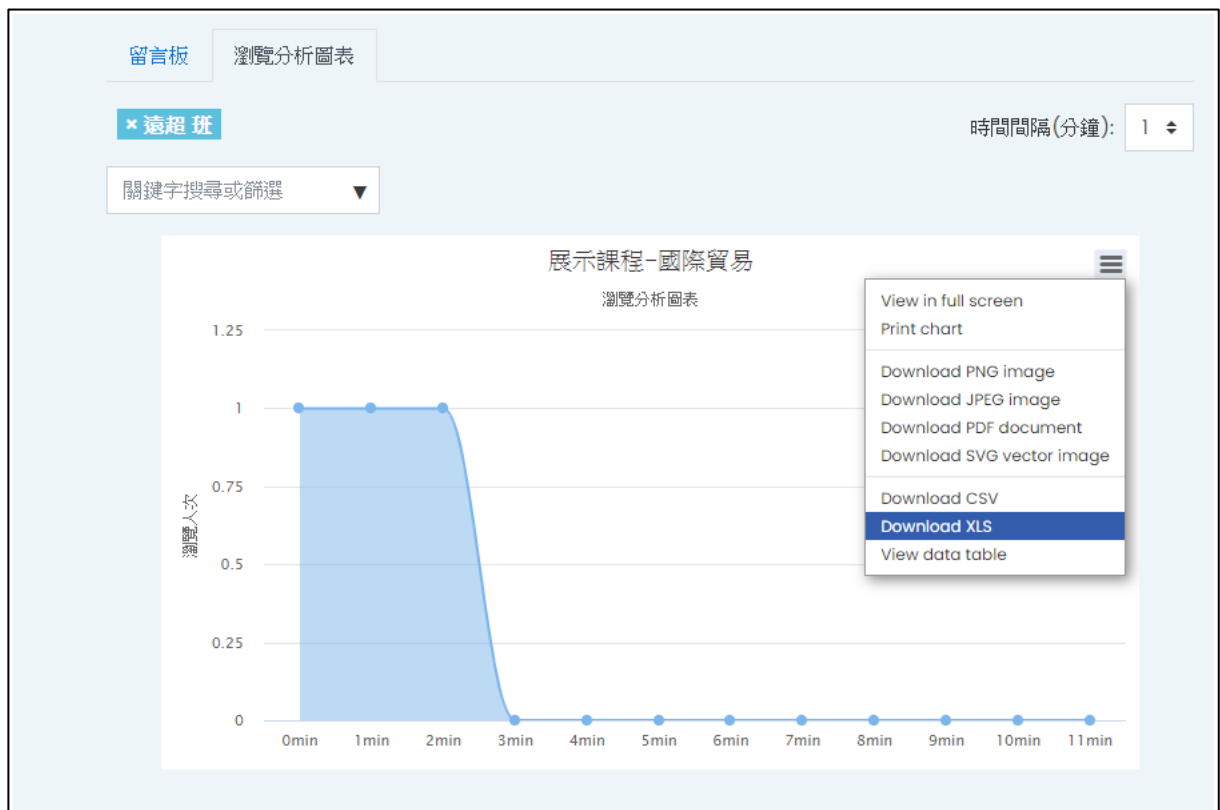 留言板 瀏覽分析圖表
× 遠超 班
時間間隔(分鐘): 1
關鍵字搜尋或篩選 ▼
展示課程-國際貿易
瀏覽分析圖表
View in full screen
Print chart
Download PNG image
Download JPEG image
Download PDF document
Download SVG vector image
Download CSV
Download XLS
View data table
瀏覽人次
1.25
1
0.75
0.5
0.25
0
0min 1min 2min 3min 4min 5min 6min 7min 8min 9min 10min 11min